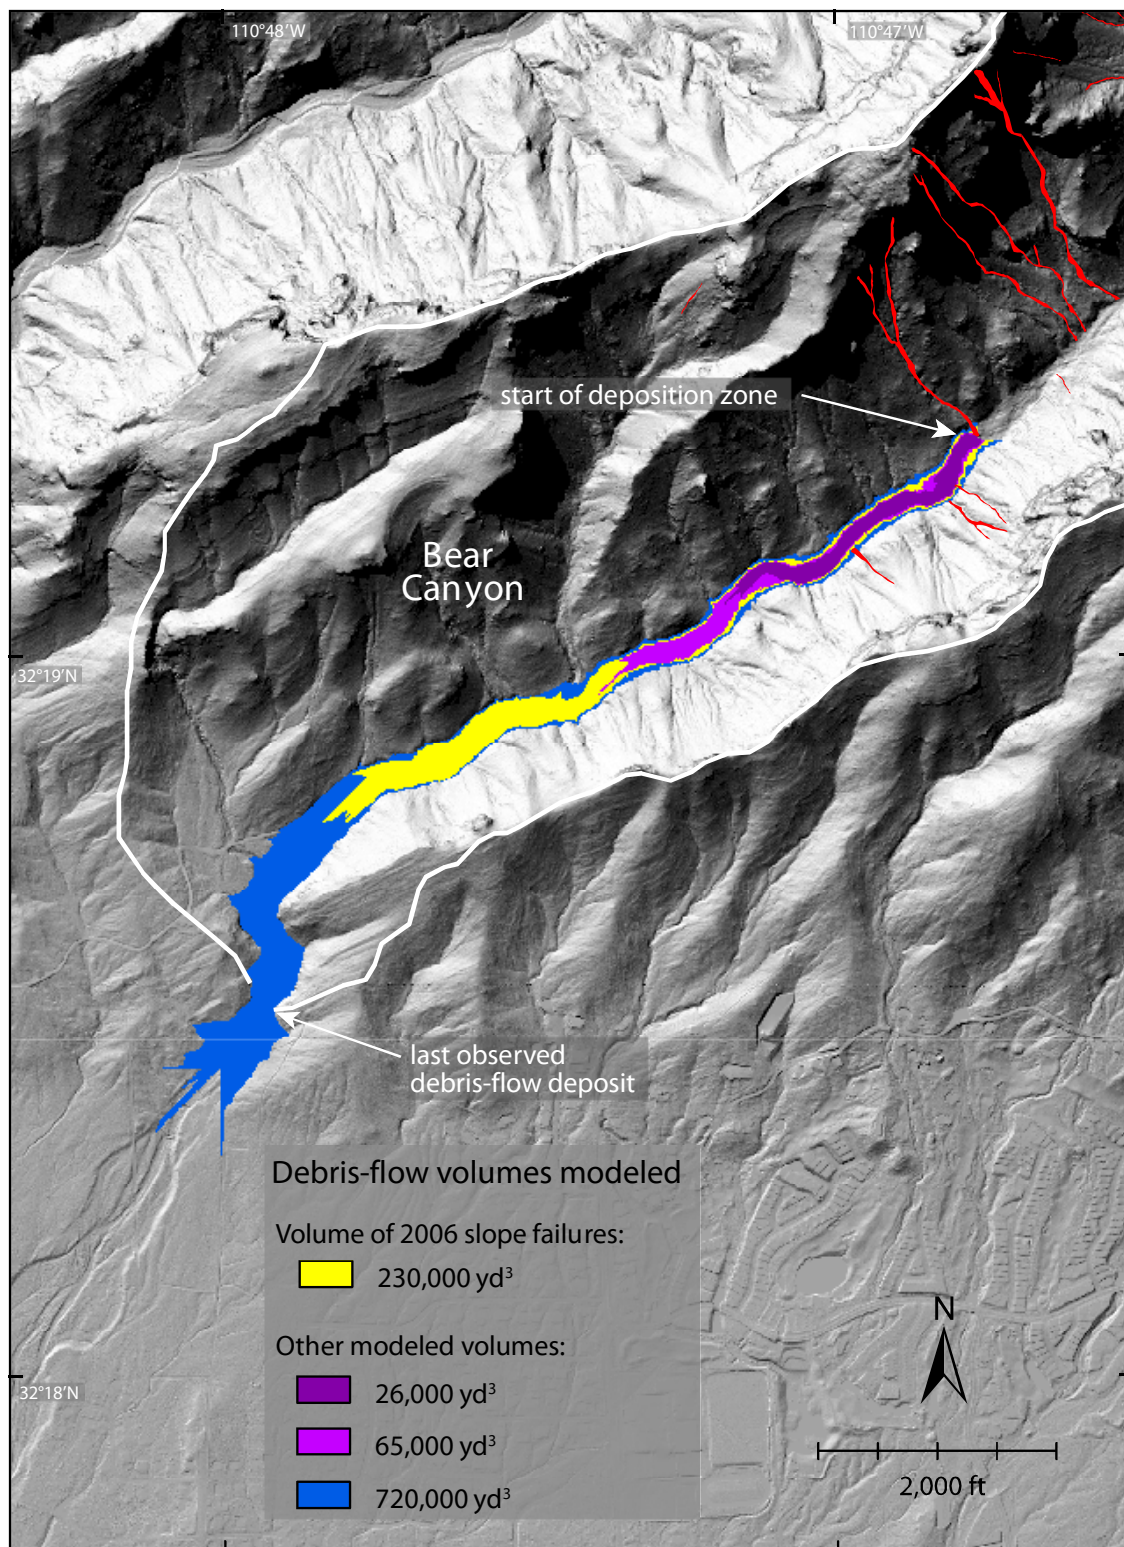 110°48'W
110°47'W
start of deposition zone
Bear
Canyon
32°19'N
last observed
debris-flow deposit
Debris-flow volumes modeled
Volume of 2006 slope failures:
230,000 yd³
Other modeled volumes:
26,000 yd³
65,000 yd³
720,000 yd³
N
32°18'N
2,000 ft